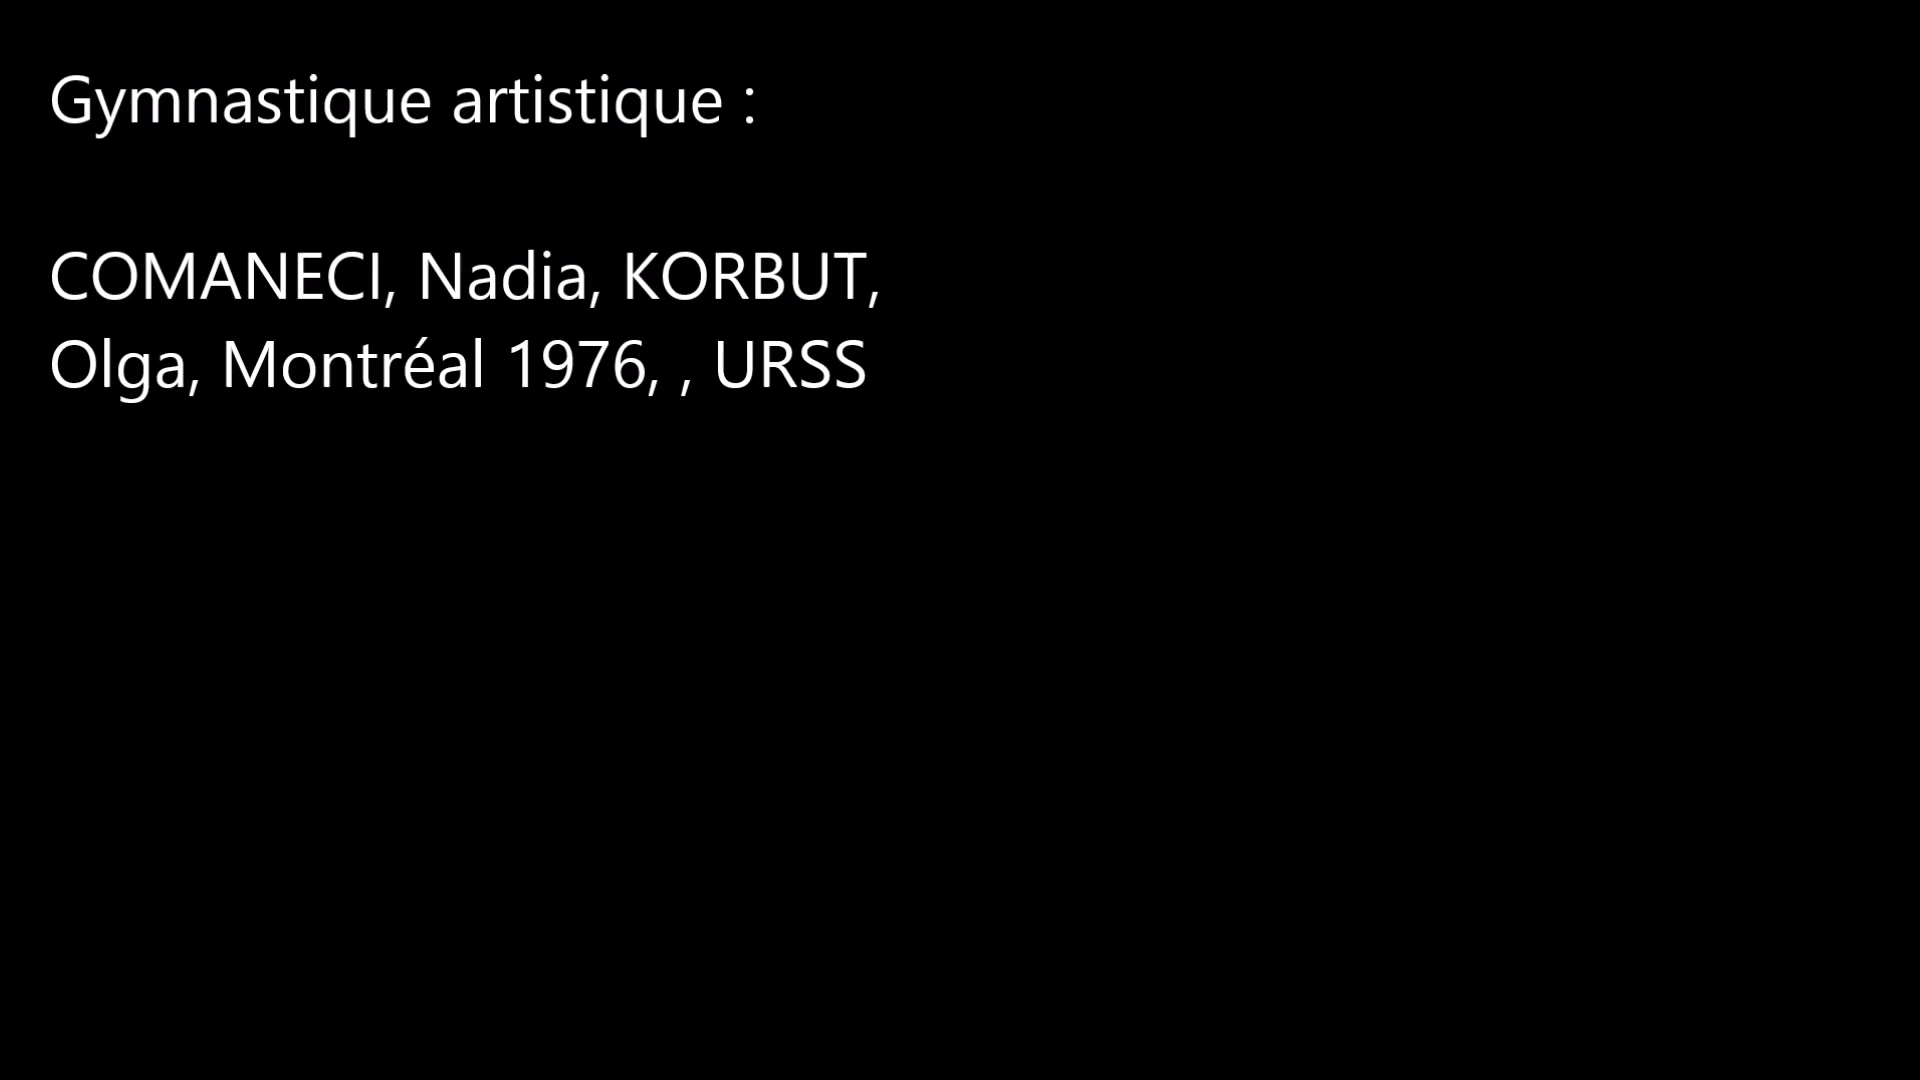 Gymnastique artistique :
COMANECI, Nadia, KORBUT,
Olga, Montréal 1976, , URSS